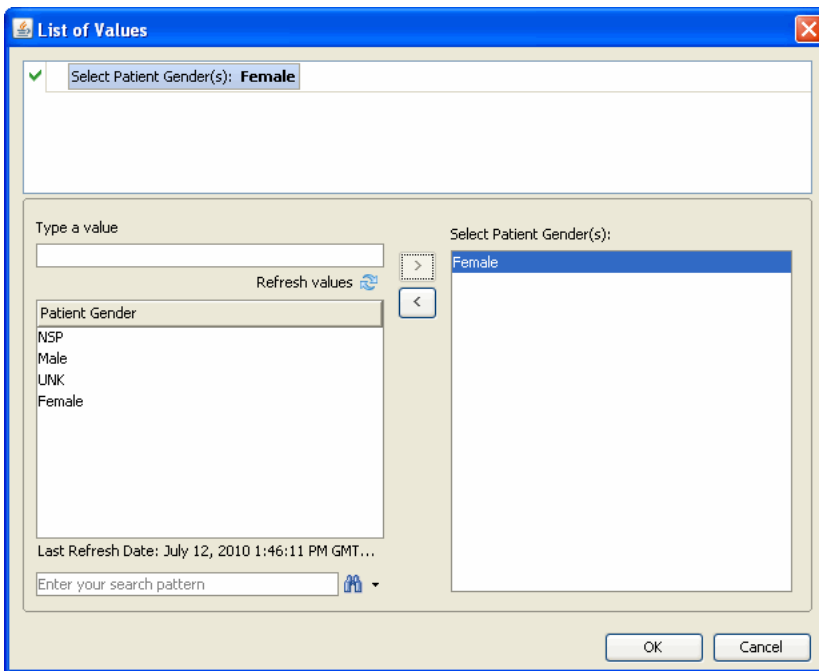 List of Values
Select Patient Gender(s): Female
Type a value
Select Patient Gender(s):
>
Female
Refresh values
<
Patient Gender
NSP
Male
UNK
Female
Last Refresh Date: July 12, 2010 1:46:11 PM GMT...
Enter your search pattern
OK Cancel